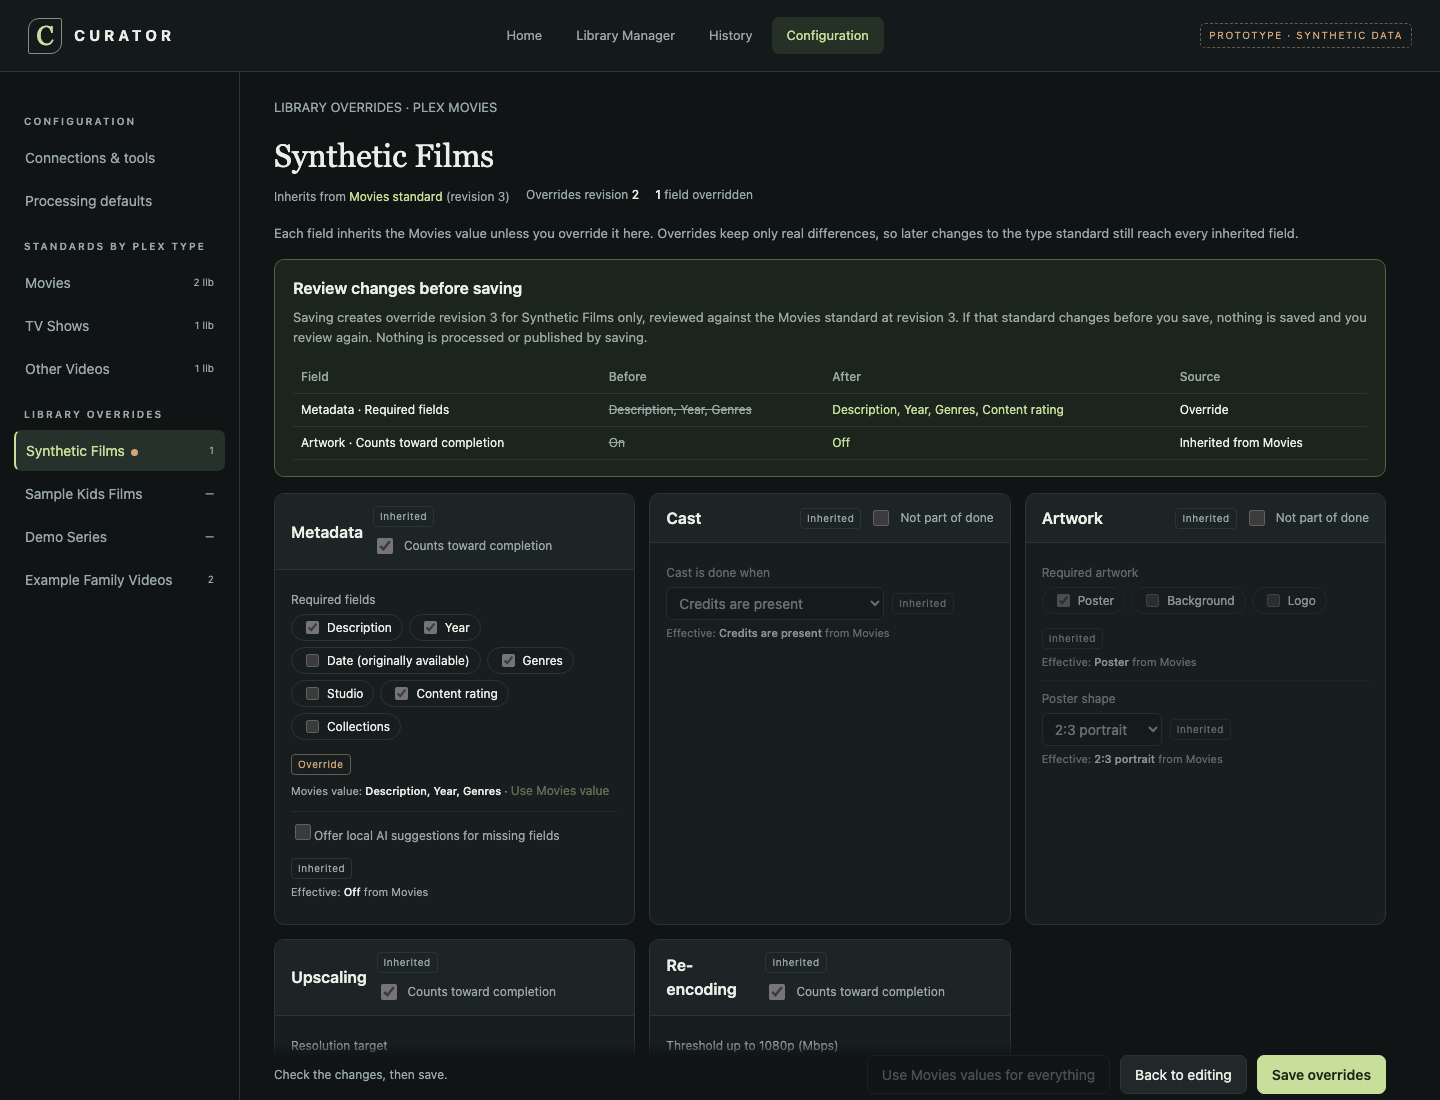 C CURATOR
Home Library Manager History Configuration
PROTOTYPE · SYNTHETIC DATA
CONFIGURATION
Connections & tools
Processing defaults
STANDARDS BY PLEX TYPE
Movies 2 lib
TV Shows 1 lib
Other Videos 1 lib
LIBRARY OVERRIDES
Synthetic Films 1
Sample Kids Films –
Demo Series –
Example Family Videos 2
LIBRARY OVERRIDES · PLEX MOVIES
Synthetic Films
Inherits from Movies standard (revision 3) Overrides revision 2 1 field overridden
Each field inherits the Movies value unless you override it here. Overrides keep only real differences, so later changes to the type standard still reach every inherited field.
Review changes before saving
Saving creates override revision 3 for Synthetic Films only, reviewed against the Movies standard at revision 3. If that standard changes before you save, nothing is saved and you
review again. Nothing is processed or published by saving.
Field Before After Source
Metadata · Required fields Description, Year, Genres Description, Year, Genres, Content rating Override
Artwork · Counts toward completion On Off Inherited from Movies
Metadata
Inherited
Counts toward completion
Required fields
Description Year
Date (originally available) Genres
Studio Content rating
Collections
Override
Movies value: Description, Year, Genres · Use Movies value
Offer local AI suggestions for missing fields
Inherited
Effective: Off from Movies
Cast Inherited Not part of done
Cast is done when
Credits are present Inherited
Effective: Credits are present from Movies
Artwork Inherited Not part of done
Required artwork
Poster Background Logo
Inherited
Effective: Poster from Movies
Poster shape
2:3 portrait Inherited
Effective: 2:3 portrait from Movies
Upscaling
Inherited
Counts toward completion
Resolution target
Re-
encoding
Inherited
Counts toward completion
Threshold up to 1080p (Mbps)
Check the changes, then save.
Use Movies values for everything Back to editing Save overrides